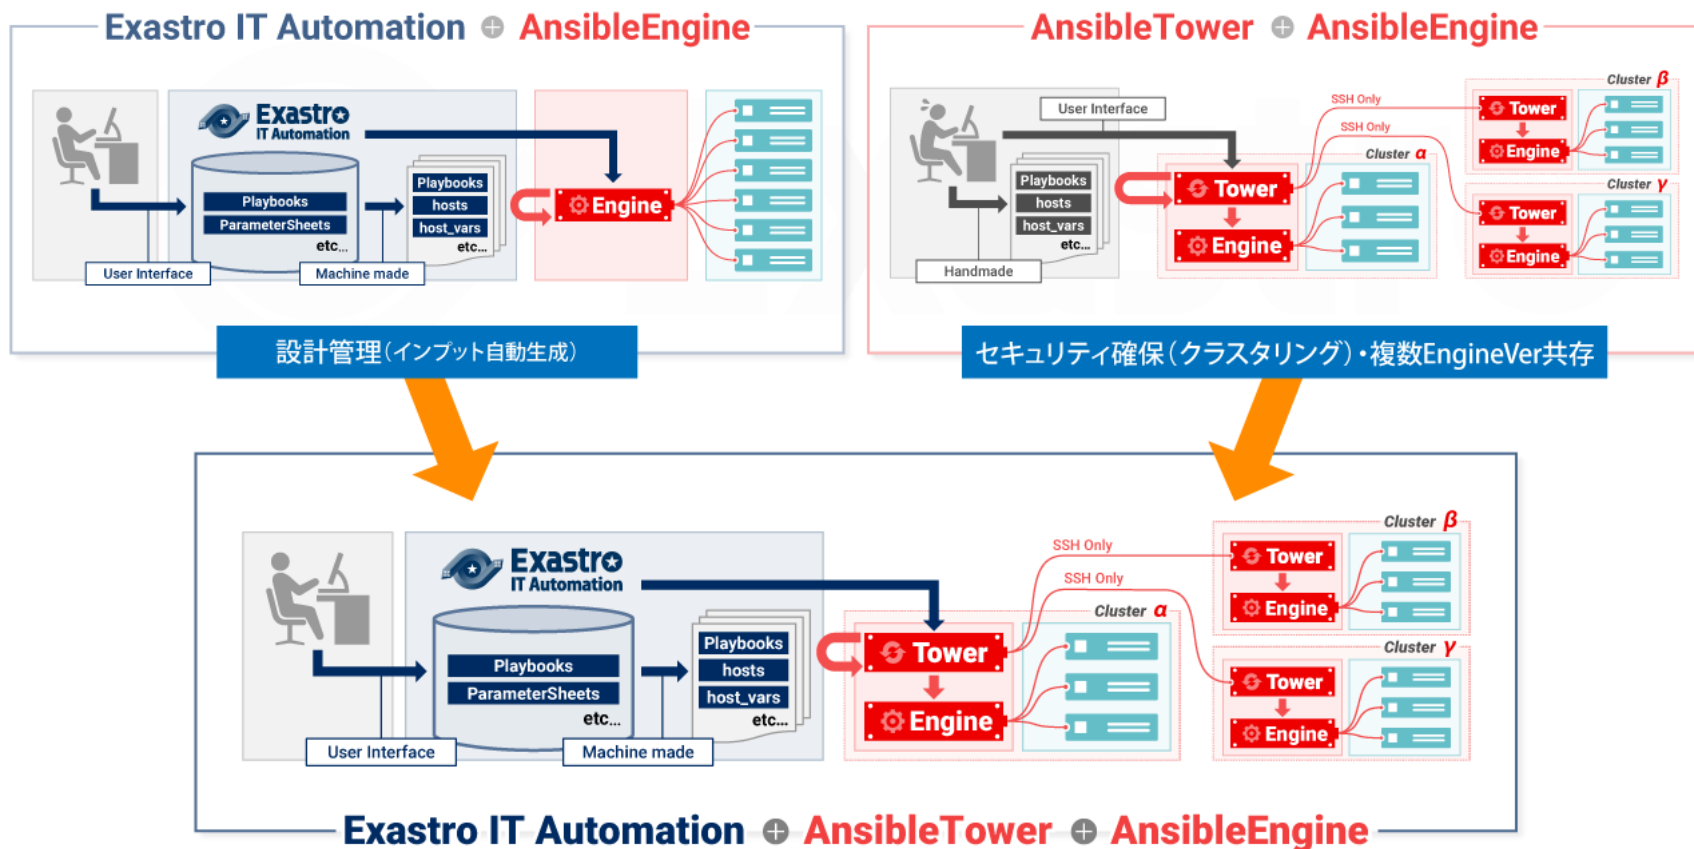 Exastro IT Automation + AnsibleEngine
Exastro
IT Automation
Playbooks
ParameterSheets
etc...
Playbooks
hosts
host_vars
etc...
User Interface
Machine made
Engine
設計管理(インプット自動生成)
AnsibleTower + AnsibleEngine
User Interface
Playbooks
hosts
host_vars
etc...
Handmade
Cluster α
Tower
Engine
SSH Only
SSH Only
Cluster β
Tower
Engine
Cluster γ
Tower
Engine
セキュリティ確保(クラスタリング)・複数EngineVer共存
Exastro
IT Automation
Playbooks
ParameterSheets
etc...
Playbooks
hosts
host_vars
etc...
User Interface
Machine made
Cluster α
Tower
Engine
SSH Only
SSH Only
Cluster β
Tower
Engine
Cluster γ
Tower
Engine
Exastro IT Automation + AnsibleTower + AnsibleEngine